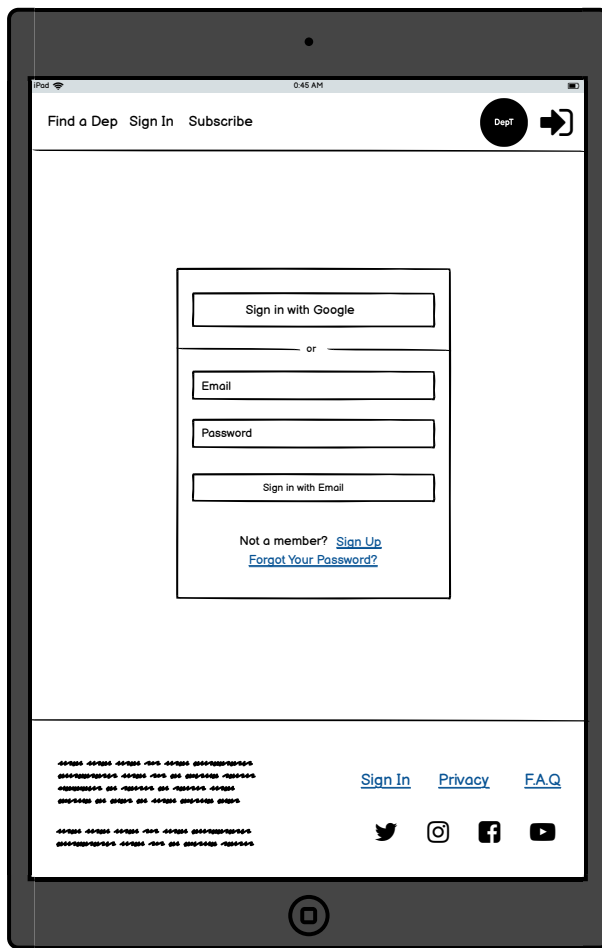 iPad 0:45 AM
Find a Dep Sign In Subscribe DepT
Sign in with Google
or
Email
Password
Sign in with Email
Not a member? Sign Up
Forgot Your Password?
Sign In Privacy F.A.Q